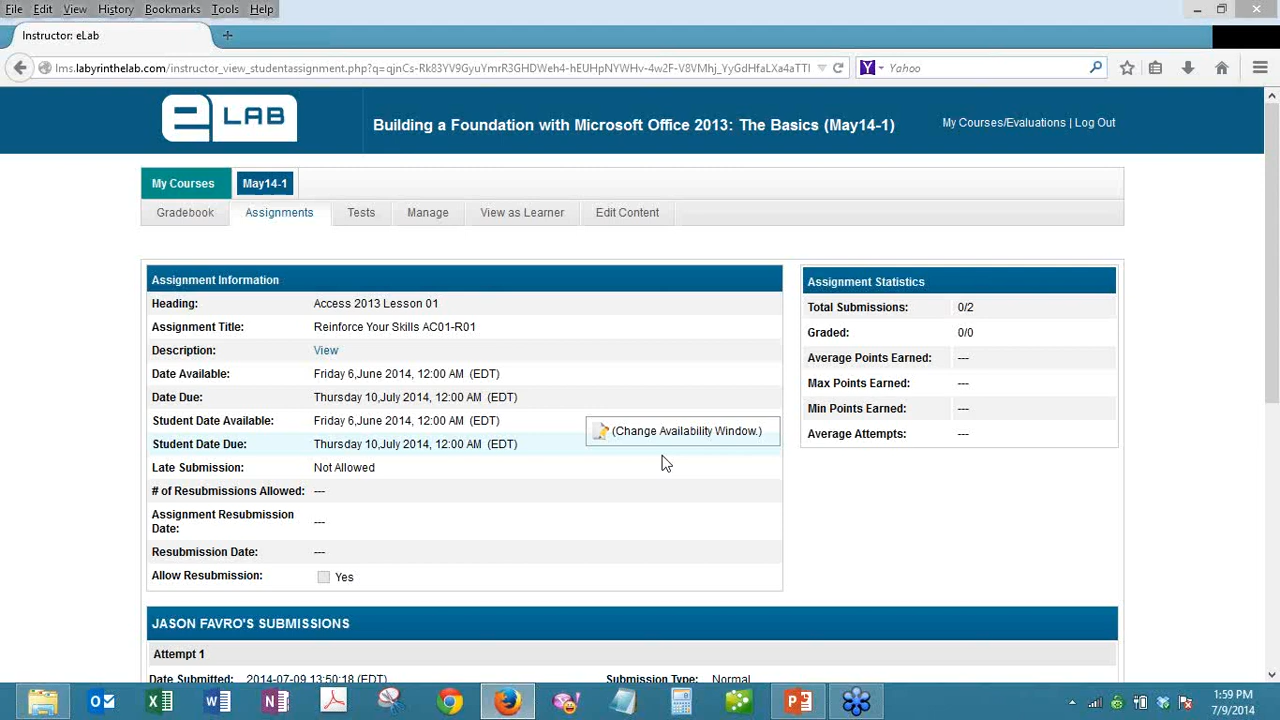 File Edit View History Bookmarks Tools Help
Instructor: eLab
lms.labyrinthelab.com/instructor_view_studentassignment.php?q=qjnCs-Rk83YV9GyuYmrR3GHDWeh4-hEUHpNYWHv-4w2F-V8VMhj_YyGdHfaLXa4aTTl
Yahoo
e LAB
Building a Foundation with Microsoft Office 2013: The Basics (May14-1)
My Courses/Evaluations | Log Out
My Courses May14-1
Gradebook Assignments Tests Manage View as Learner Edit Content
Assignment Information
Heading: Access 2013 Lesson 01
Assignment Title: Reinforce Your Skills AC01-R01
Description: View
Date Available: Friday 6,June 2014, 12:00 AM (EDT)
Date Due: Thursday 10,July 2014, 12:00 AM (EDT)
Student Date Available: Friday 6,June 2014, 12:00 AM (EDT)
(Change Availability Window.)
Student Date Due: Thursday 10,July 2014, 12:00 AM (EDT)
Late Submission: Not Allowed
# of Resubmissions Allowed: ---
Assignment Resubmission
Date: ---
Resubmission Date: ---
Allow Resubmission: Yes
Assignment Statistics
Total Submissions: 0/2
Graded: 0/0
Average Points Earned: ---
Max Points Earned: ---
Min Points Earned: ---
Average Attempts: ---
JASON FAVRO'S SUBMISSIONS
Attempt 1
Date Submitted: 2014-07-09 13:50:18 (EDT) Submission Type: Normal
1:59 PM
7/9/2014